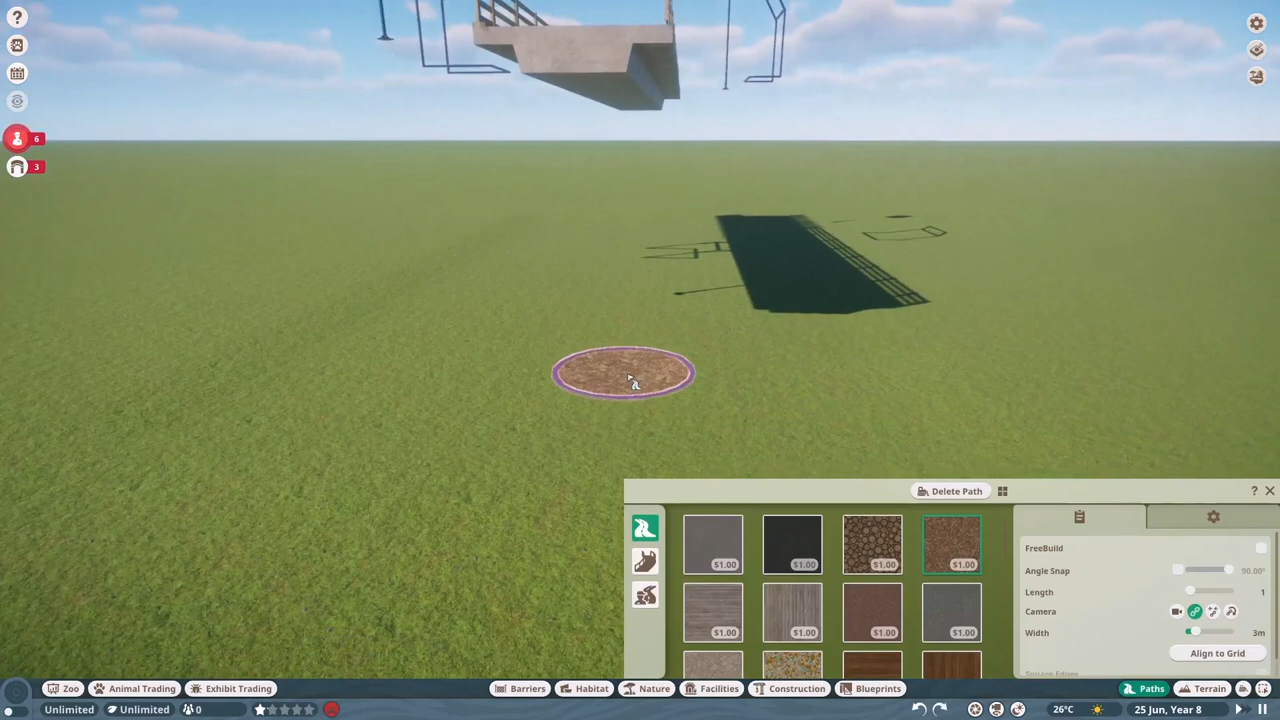 ?
6
3
Delete Path
?
$1.00 $1.00 $1.00 $1.00
$1.00 $1.00 $1.00 $1.00
FreeBuild
Angle Snap 90.00°
Length 1
Camera
Width 3m
Align to Grid
Zoo Animal Trading Exhibit Trading Barriers Habitat Nature Facilities Construction Blueprints Paths Terrain
Unlimited Unlimited 0 26°C 25 Jun, Year 8